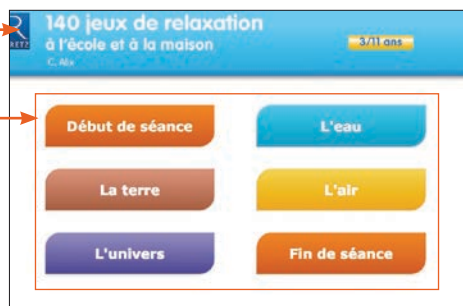 140 jeux de relaxation
R
RETZ
à l'école et à la maison
3/11 ans
C. Alix
Début de séance
L'eau
La terre
L'air
L'univers
Fin de séance